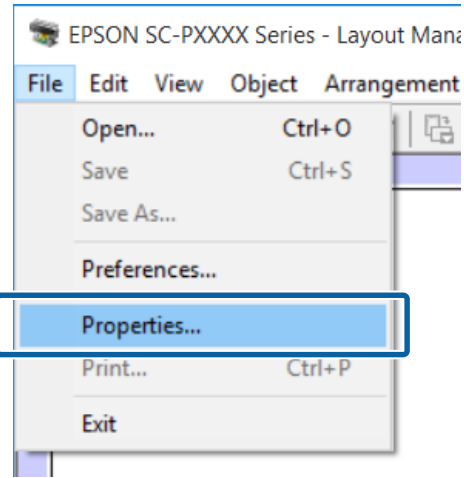 EPSON SC-PXXXX Series - Layout
File Edit View Object Arrangement
Open... Ctrl+O
Save Ctrl+S
Save As...
Preferences...
Properties...
Print... Ctrl+P
Exit